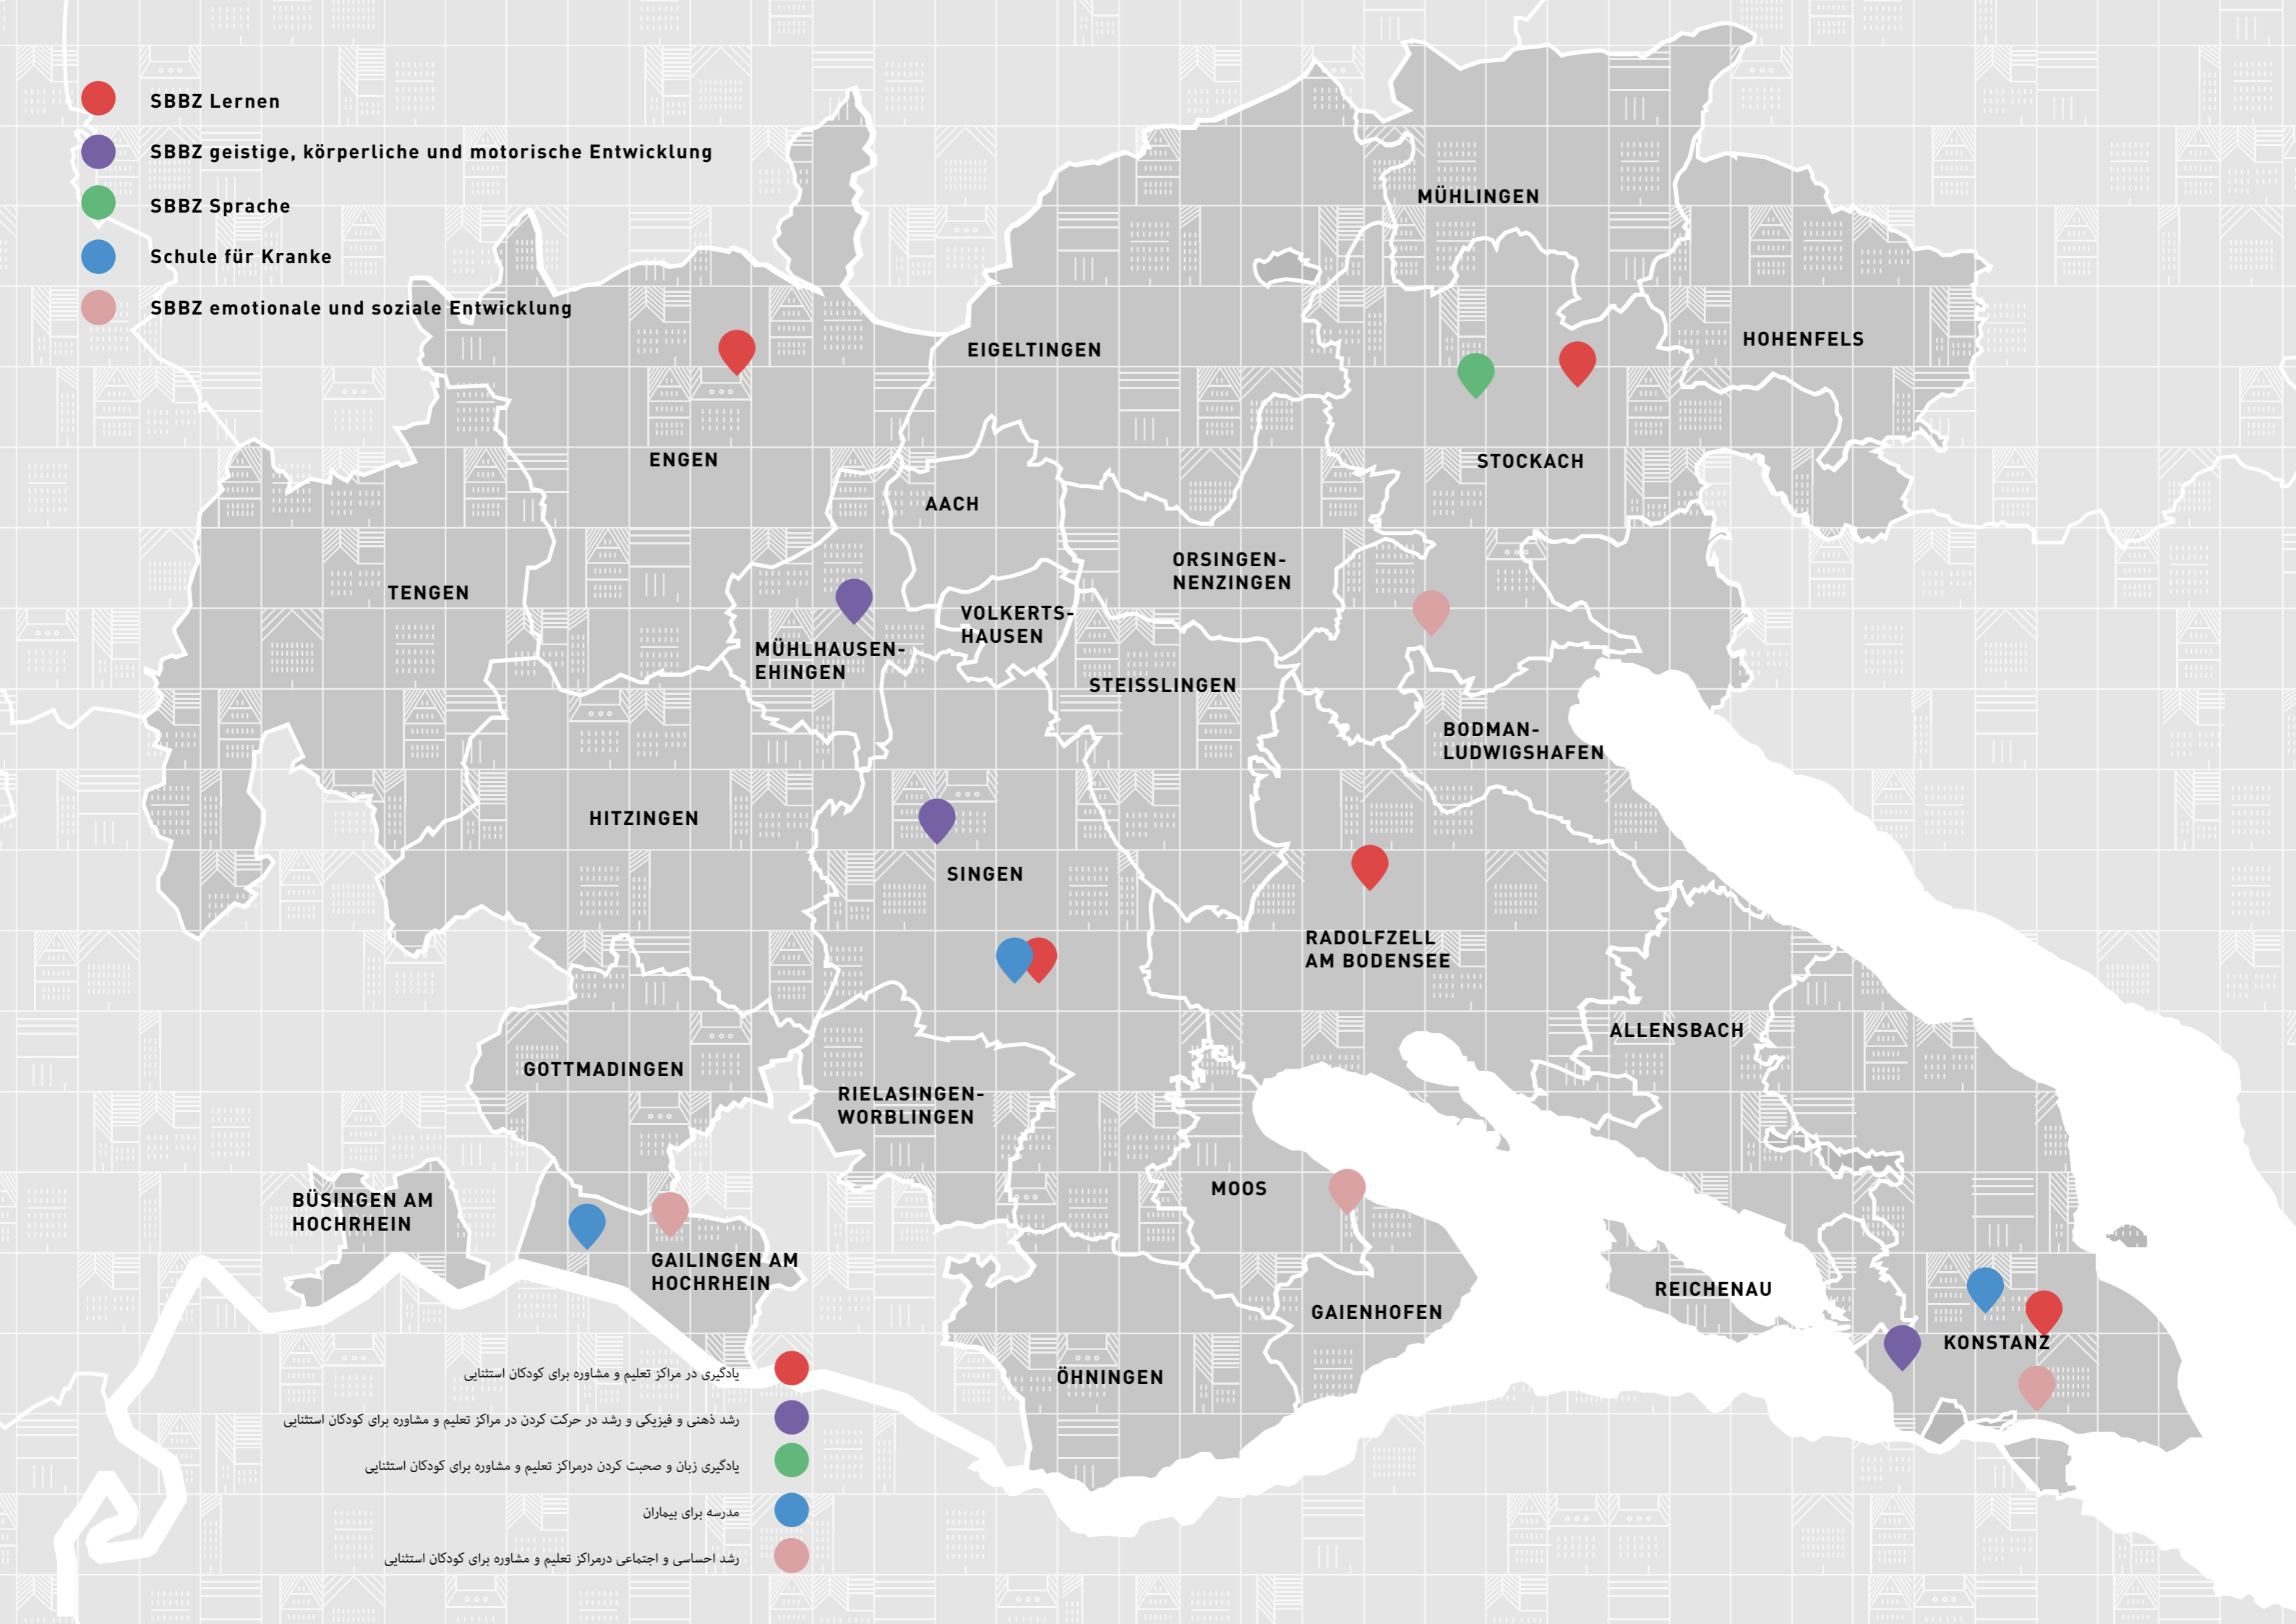 SBBZ Lernen
SBBZ geistige, körperliche und motorische Entwicklung
SBBZ Sprache
Schule für Kranke
SBBZ emotionale und soziale Entwicklung
MÜHLINGEN
HOHENFELS
EIGELTINGEN
ENGEN
STOCKACH
AACH
ORSINGEN-
NENZINGEN
TENGEN
VOLKERTS-
HAUSEN
MÜHLHAUSEN-
EHINGEN
STEISSLINGEN
BODMAN-
LUDWIGSHAFEN
HITZINGEN
SINGEN
RADOLFZELL
AM BODENSEE
ALLENSBACH
GOTTMADINGEN
RIELASINGEN-
WORBLINGEN
MOOS
BÜSINGEN AM
HOCHRHEIN
GAILINGEN AM
HOCHRHEIN
REICHENAU
GAIENHOFEN
KONSTANZ
ÖHNINGEN
یادگیری در مراکز تعلیم و مشاوره برای کودکان استثنایی
رشد ذهنی و فیزیکی و رشد در حرکت کردن در مراکز تعلیم و مشاوره برای کودکان استثنایی
یادگیری زبان و صحبت کردن درمراکز تعلیم و مشاوره برای کودکان استثنایی
مدرسه برای بیماران
رشد احساسی و اجتماعی درمراکز تعلیم و مشاوره برای کودکان استثنایی